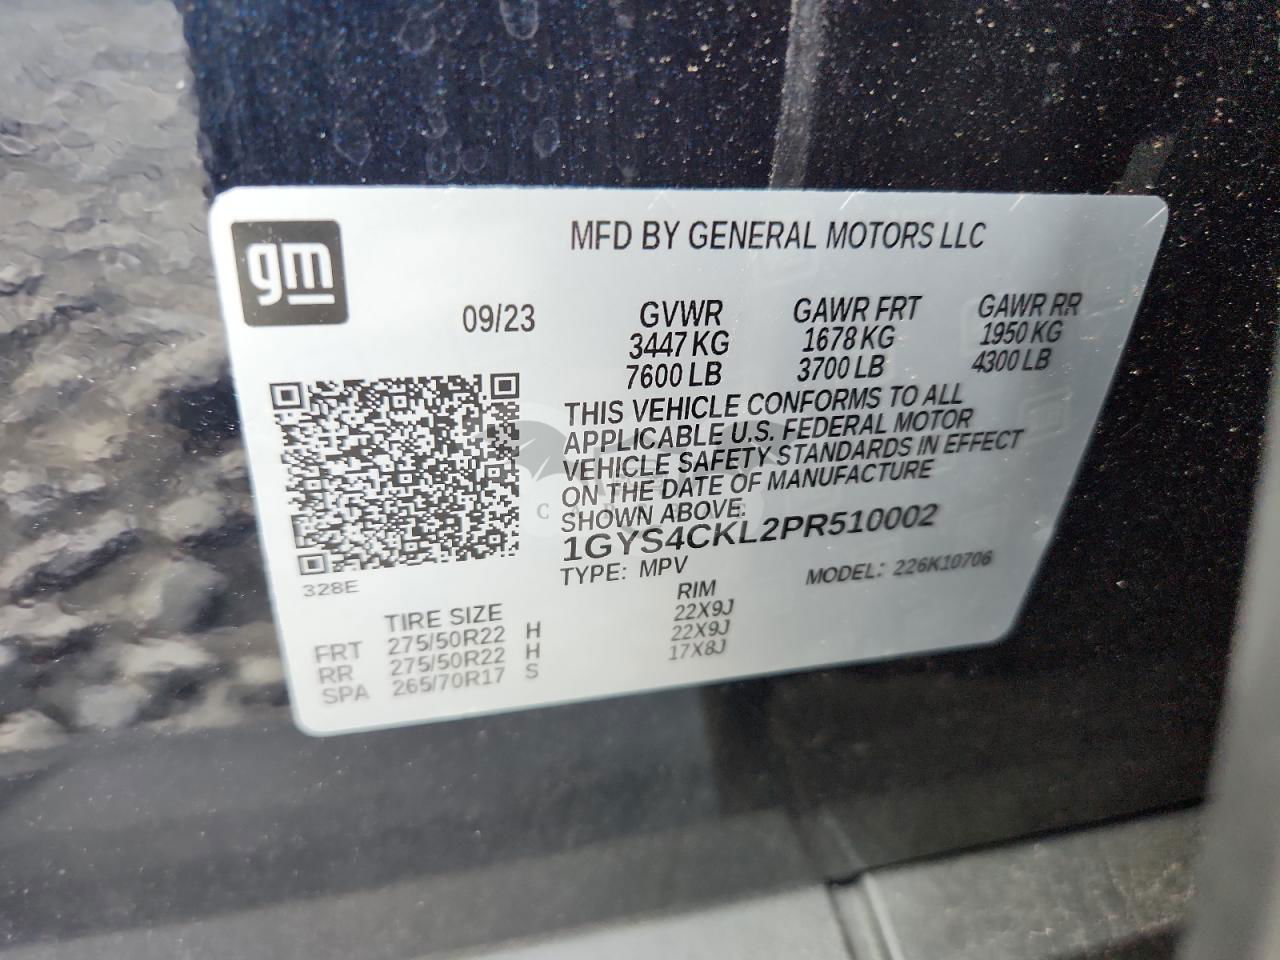 gm
MFD BY GENERAL MOTORS LLC
09/23 GVWR GAWR FRT GAWR RR
3447 KG 1678 KG 1950 KG
7600 LB 3700 LB 4300 LB
THIS VEHICLE CONFORMS TO ALL
APPLICABLE U.S. FEDERAL MOTOR
VEHICLE SAFETY STANDARDS IN EFFECT
ON THE DATE OF MANUFACTURE
SHOWN ABOVE.
1GYS4CKL2PR510002
TYPE: MPV MODEL: 226K10706
328E
TIRE SIZE RIM
FRT 275/50R22 H 22X9J
RR 275/50R22 H 22X9J
SPA 265/70R17 S 17X8J